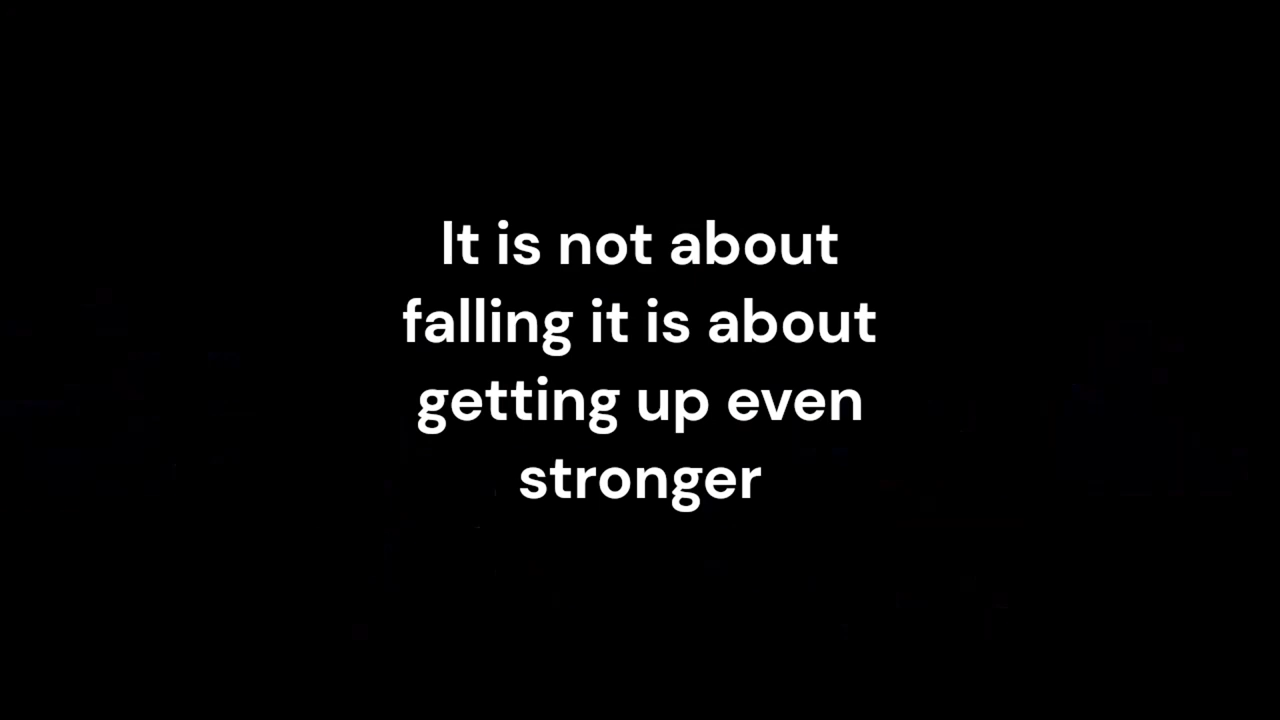 It is not about
falling it is about
getting up even
stronger